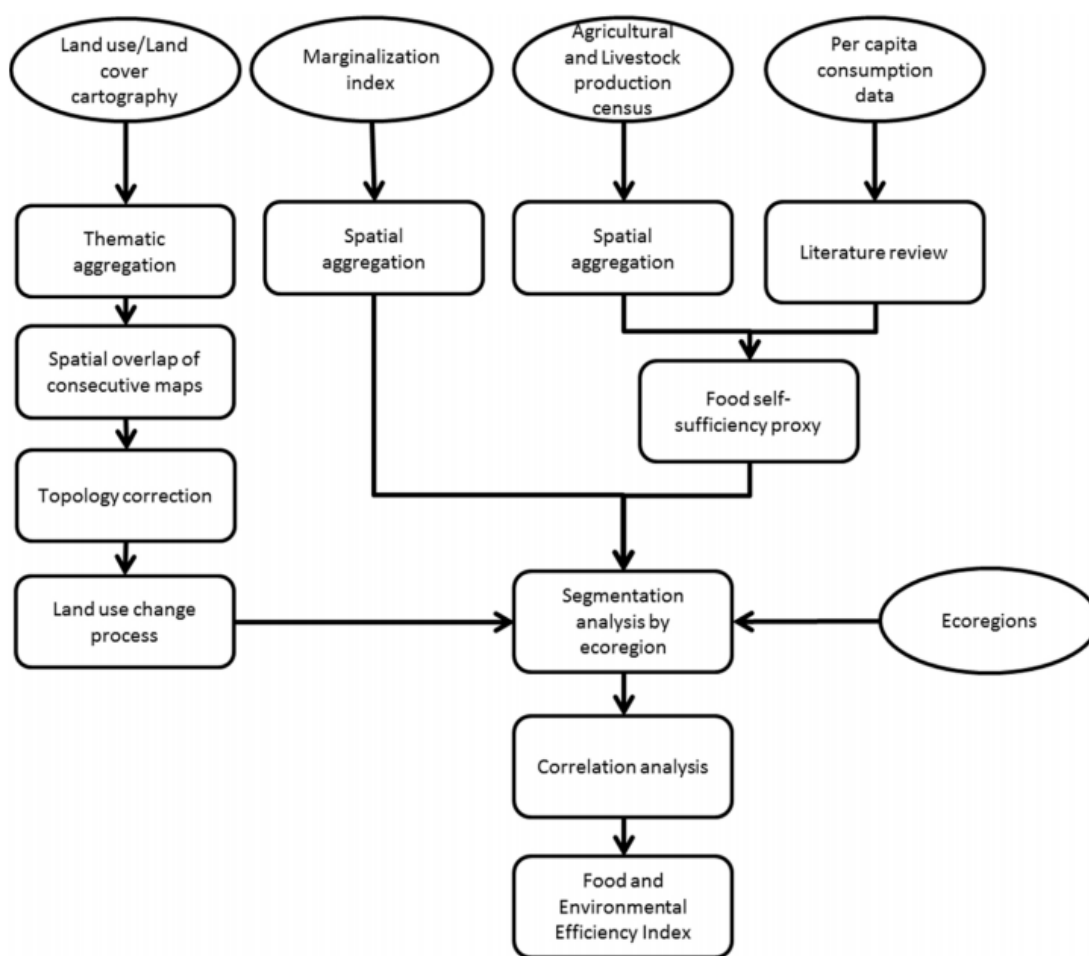 Land use/Land
cover
cartography
Marginalization
index
Agricultural
and Livestock
production
census
Per capita
consumption
data
Thematic
aggregation
Spatial
aggregation
Spatial
aggregation
Literature review
Spatial overlap of
consecutive maps
Food self-
sufficiency proxy
Topology correction
Land use change
process
Segmentation
analysis by
ecoregion
Ecoregions
Correlation analysis
Food and
Environmental
Efficiency Index